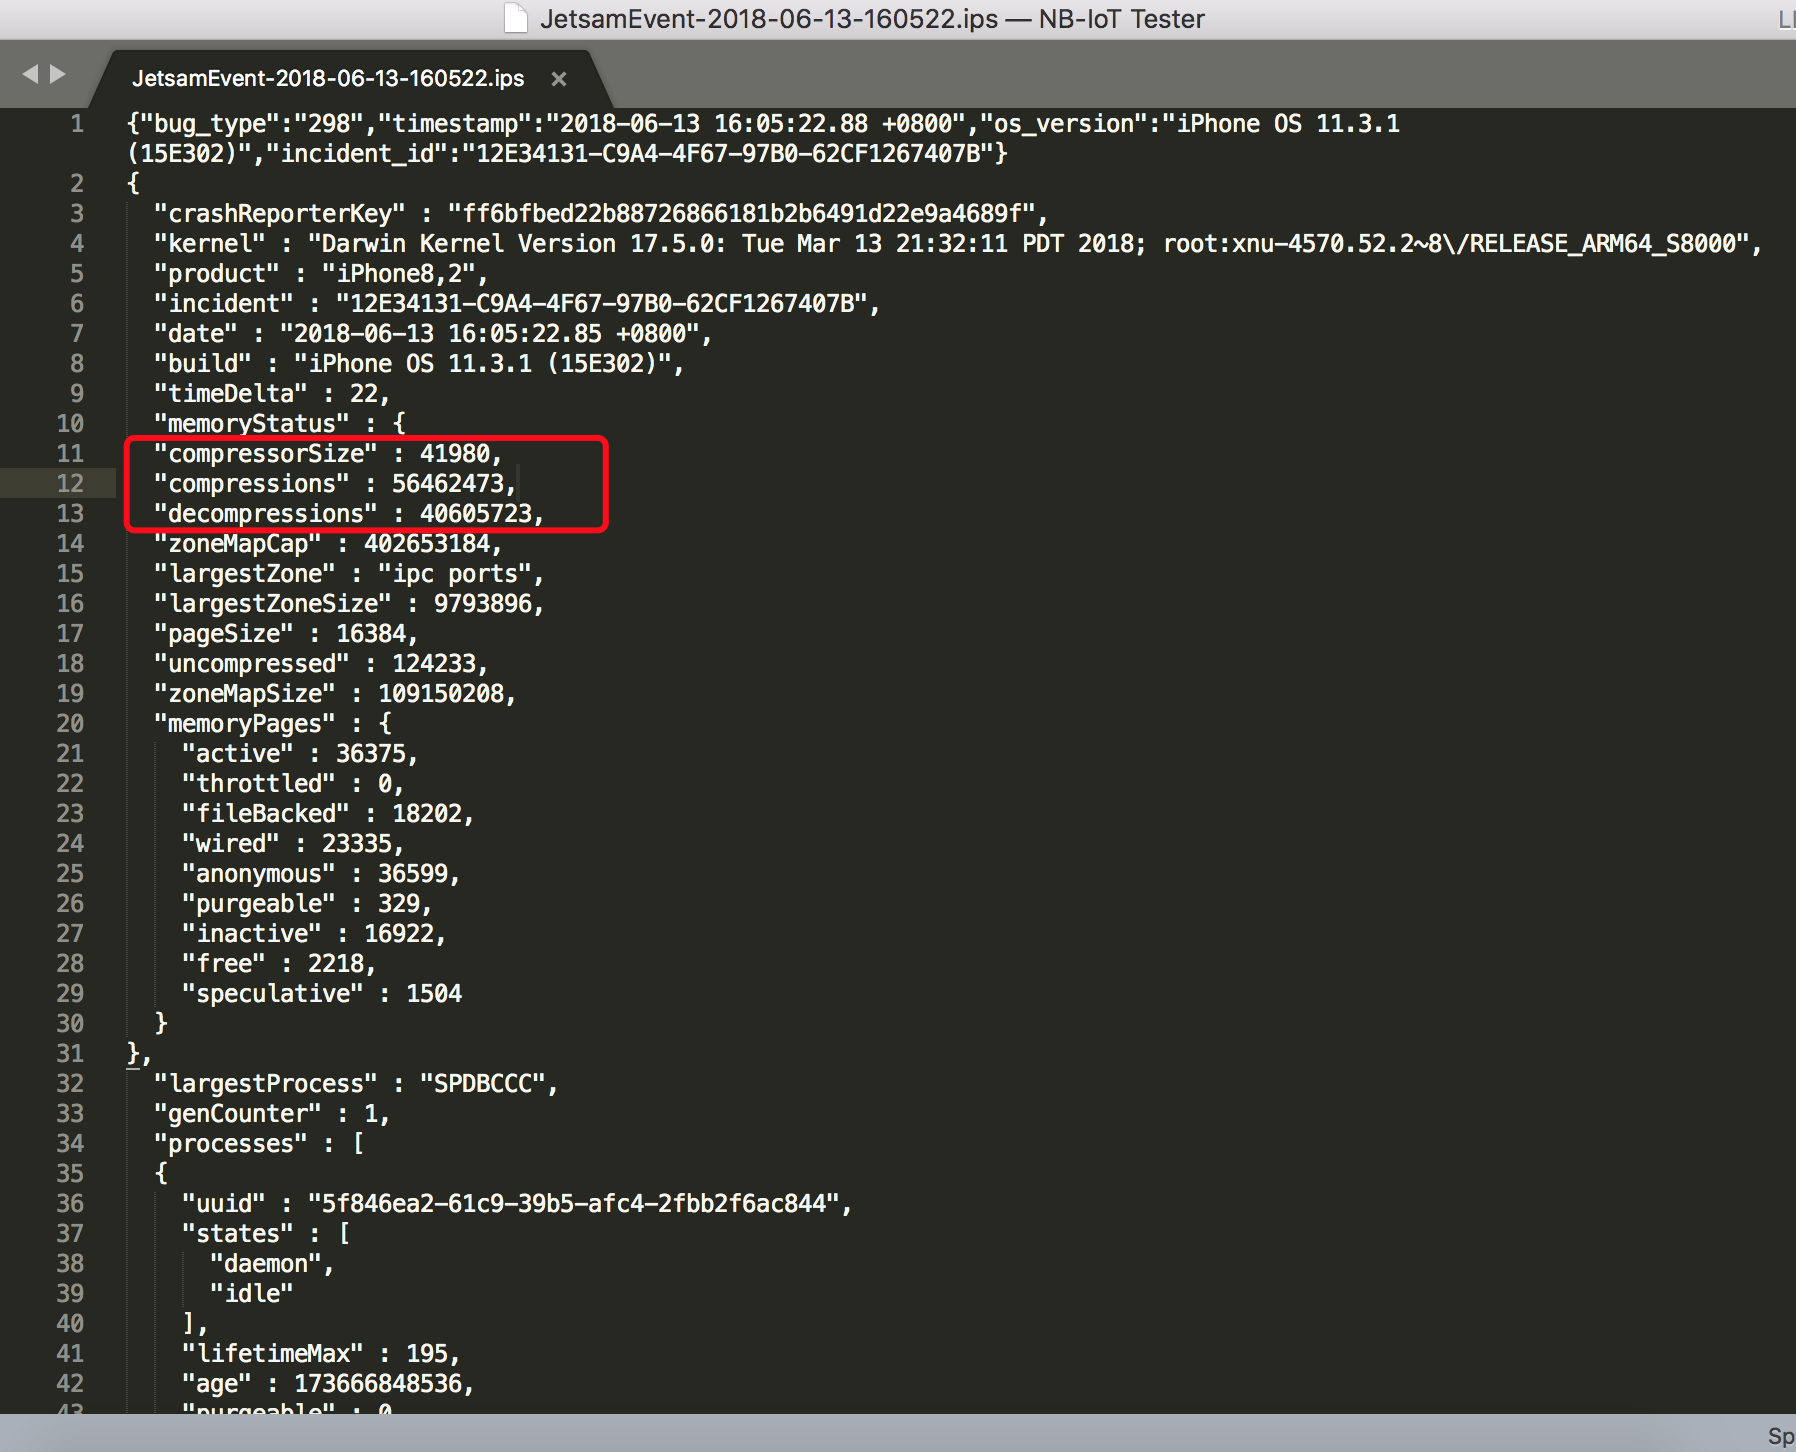 JetsamEvent-2018-06-13-160522.ips — NB-IoT Tester
JetsamEvent-2018-06-13-160522.ips ×
1 {"bug_type":"298","timestamp":"2018-06-13 16:05:22.88 +0800","os_version":"iPhone OS 11.3.1
(15E302)","incident_id":"12E34131-C9A4-4F67-97B0-62CF1267407B"}
2 {
3 "crashReporterKey" : "ff6bfbed22b88726866181b2b6491d22e9a4689f",
4 "kernel" : "Darwin Kernel Version 17.5.0: Tue Mar 13 21:32:11 PDT 2018; root:xnu-4570.52.2~8\/RELEASE_ARM64_S8000",
5 "product" : "iPhone8,2",
6 "incident" : "12E34131-C9A4-4F67-97B0-62CF1267407B",
7 "date" : "2018-06-13 16:05:22.85 +0800",
8 "build" : "iPhone OS 11.3.1 (15E302)",
9 "timeDelta" : 22,
10 "memoryStatus" : {
11 "compressorSize" : 41980,
12 "compressions" : 56462473,
13 "decompressions" : 40605723,
14 "zoneMapCap" : 402653184,
15 "largestZone" : "ipc ports",
16 "largestZoneSize" : 9793896,
17 "pageSize" : 16384,
18 "uncompressed" : 124233,
19 "zoneMapSize" : 109150208,
20 "memoryPages" : {
21 "active" : 36375,
22 "throttled" : 0,
23 "fileBacked" : 18202,
24 "wired" : 23335,
25 "anonymous" : 36599,
26 "purgeable" : 329,
27 "inactive" : 16922,
28 "free" : 2218,
29 "speculative" : 1504
30 }
31 },
32 "largestProcess" : "SPDBCCC",
33 "genCounter" : 1,
34 "processes" : [
35 {
36 "uuid" : "5f846ea2-61c9-39b5-afc4-2fbb2f6ac844",
37 "states" : [
38 "daemon",
39 "idle"
40 ],
41 "lifetimeMax" : 195,
42 "age" : 173666848536,
43 "purgeable" : 0
Sp